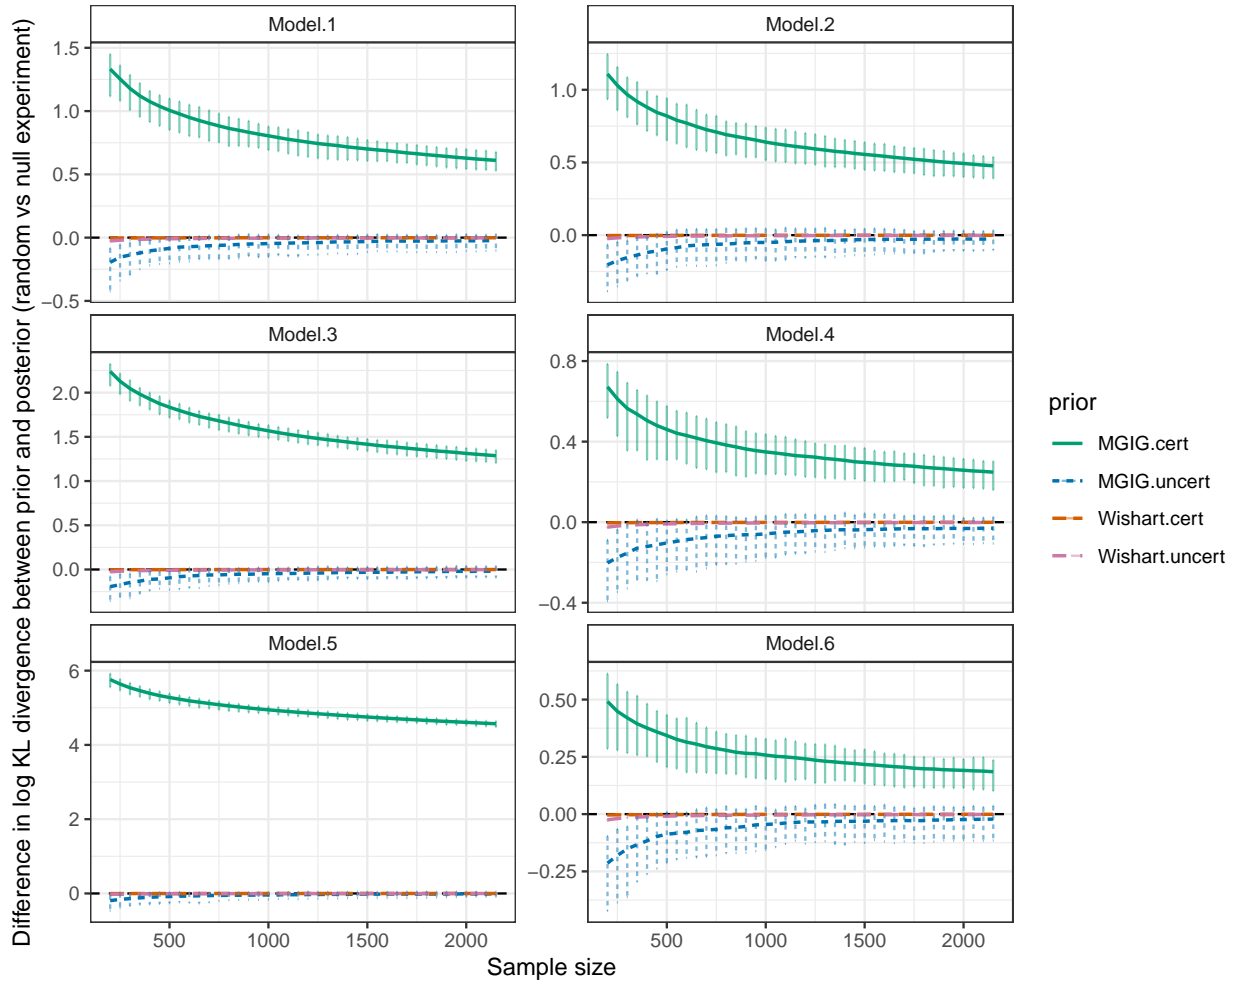 Difference in log KL divergence between prior and posterior (random vs null experiment)
Model.1
1.5
1.0
0.5
0.0
−0.5
Model.2
1.0
0.5
0.0
Model.3
2.0
1.5
1.0
0.5
0.0
Model.4
0.8
0.4
0.0
−0.4
Model.5
6
4
2
0
500 1000 1500 2000
Model.6
0.50
0.25
0.00
−0.25
500 1000 1500 2000
Sample size
prior
MGIG.cert
MGIG.uncert
Wishart.cert
Wishart.uncert